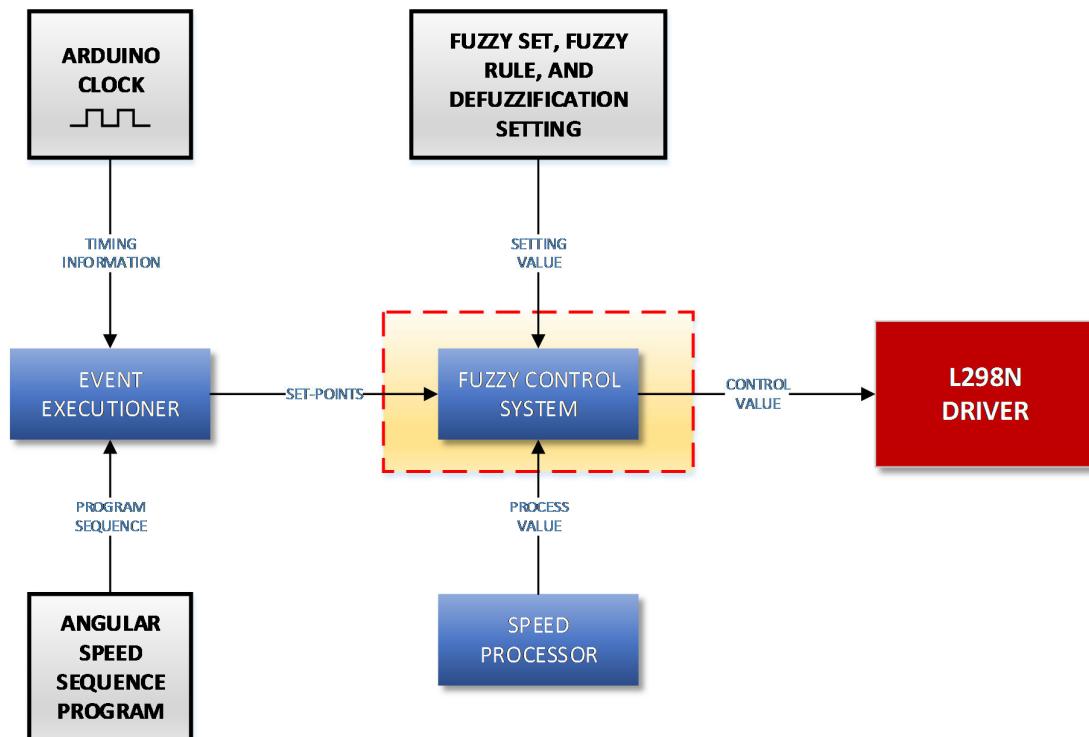 ARDUINO
CLOCK
FUZZY SET, FUZZY
RULE, AND
DEFUZZIFICATION
SETTING
TIMING
INFORMATION
SETTING
VALUE
EVENT
EXECUTIONER
SET-POINTS
FUZZY CONTROL
SYSTEM
CONTROL
VALUE
L298N
DRIVER
PROGRAM
SEQUENCE
PROCESS
VALUE
ANGULAR
SPEED
SEQUENCE
PROGRAM
SPEED
PROCESSOR